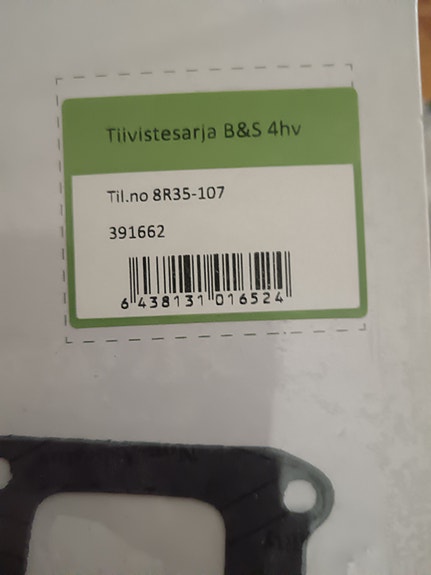 Tiivistesarja B&S 4hv
Til.no 8R35-107
391662
6 438131 016524